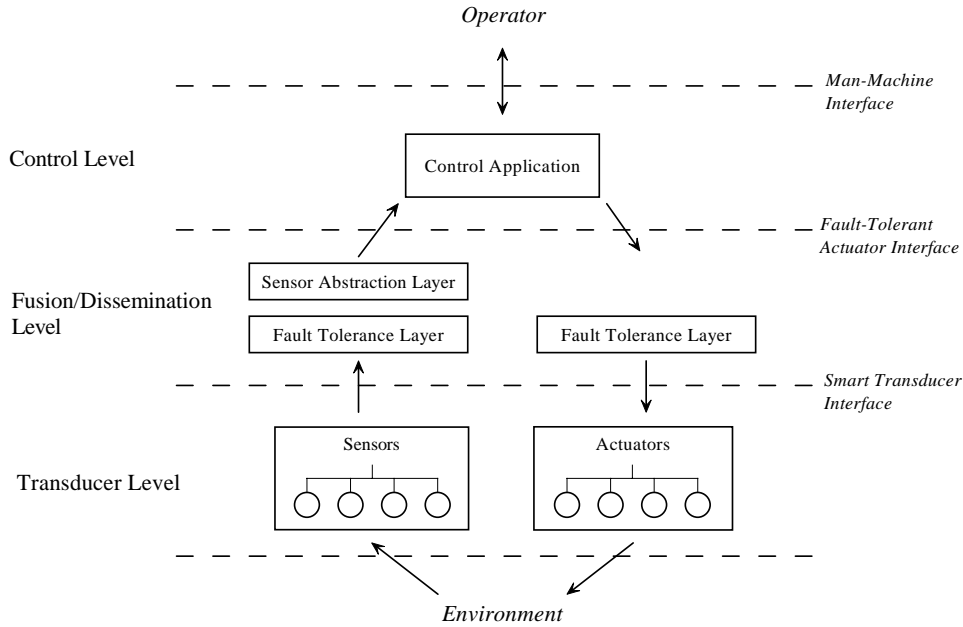 Operator
Man-Machine
Interface
Control Level
Control Application
Fault-Tolerant
Actuator Interface
Sensor Abstraction Layer
Fusion/Dissemination
Level
Fault Tolerance Layer
Fault Tolerance Layer
Smart Transducer
Interface
Sensors
Actuators
Transducer Level
Environment